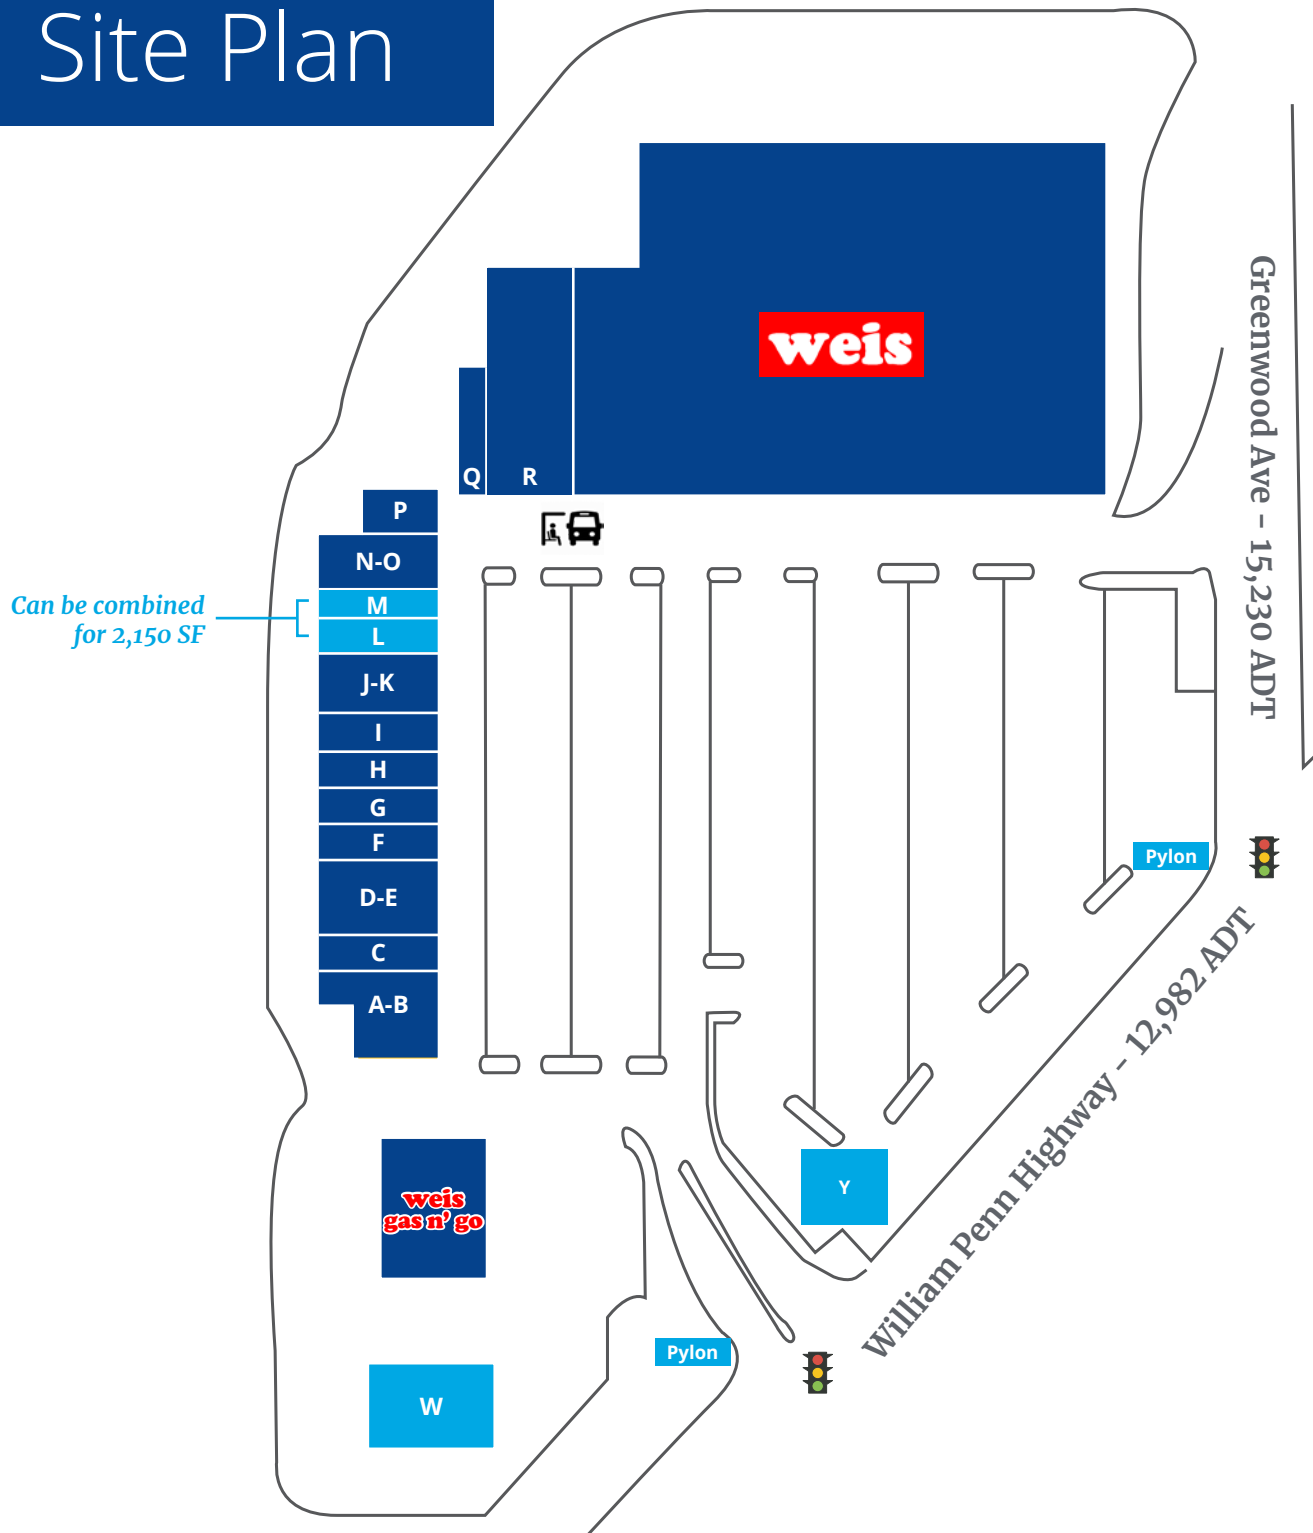 Site Plan
weis
Q
R
P
N-O
M
L
Can be combined
for 2,150 SF
J-K
I
H
G
F
D-E
C
A-B
Greenwood Ave – 15,230 ADT
Pylon
William Penn Highway – 12,982 ADT
Y
weis
gas n' go
Pylon
W